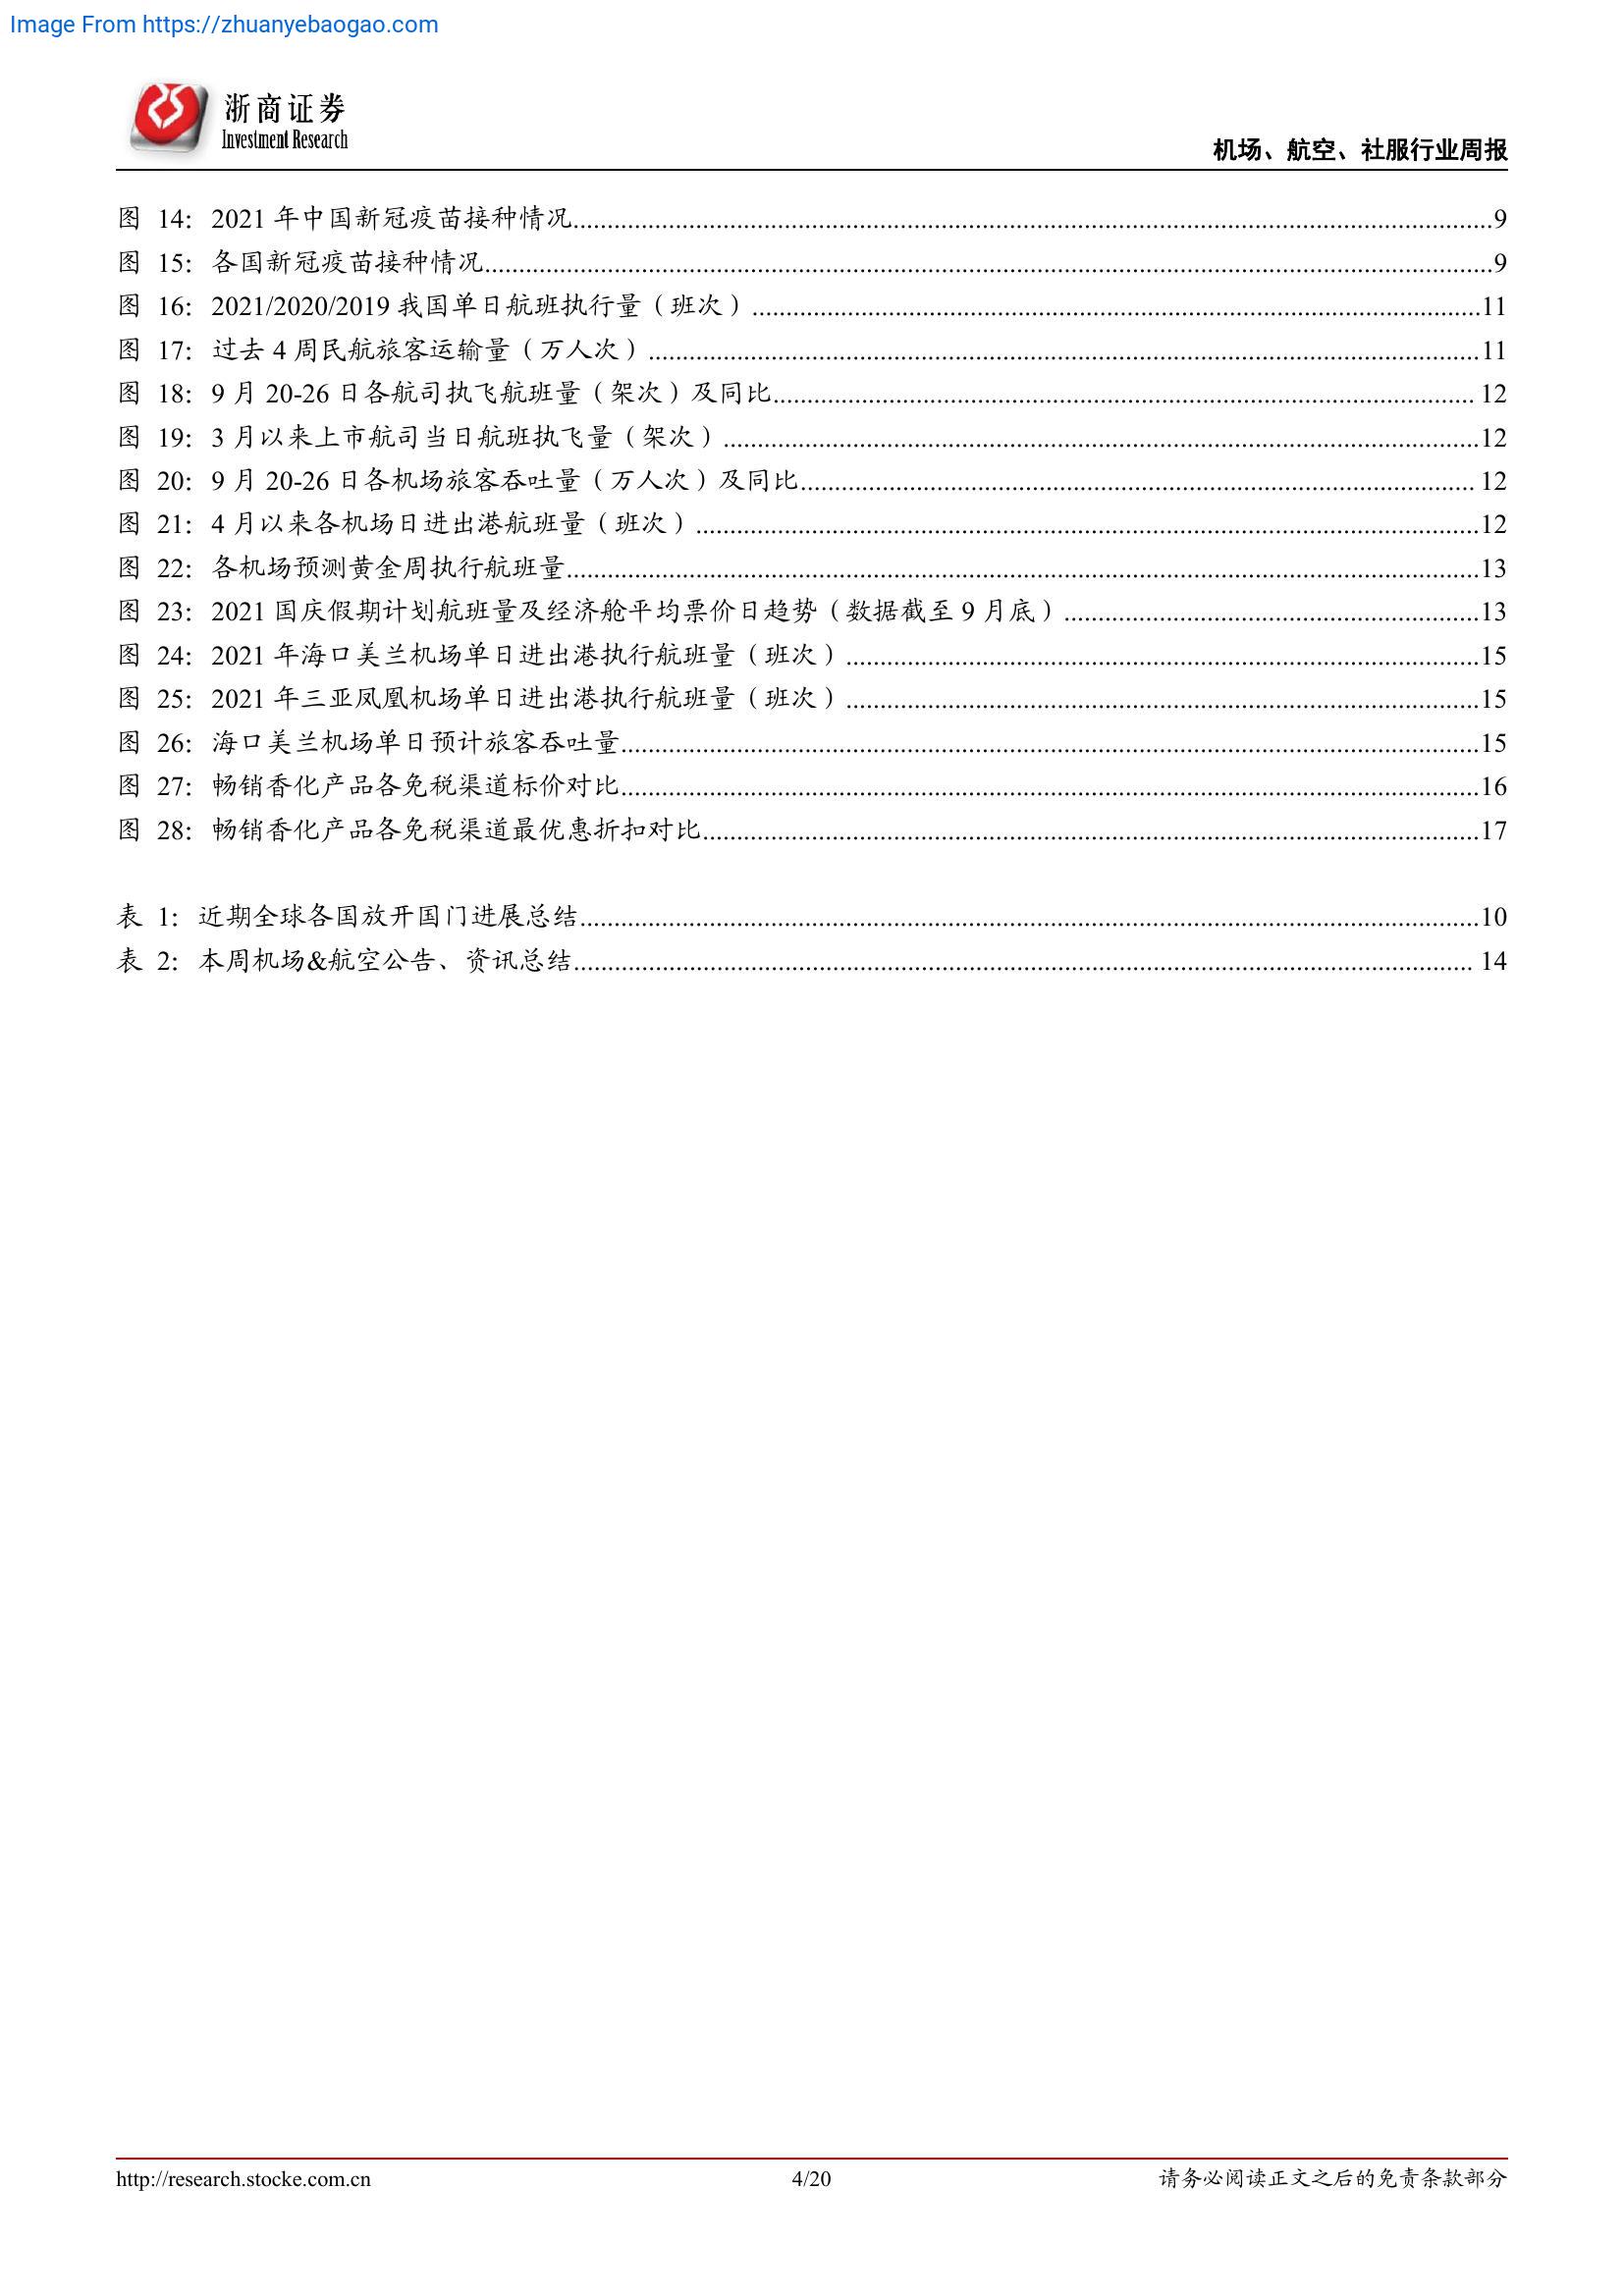 Image From https://zhuanyebaogao.com
浙商证券
Investment Research
机场、航空、社服行业周报
图 14: 2021 年中国新冠疫苗接种情况........9
图 15: 各国新冠疫苗接种情况........9
图 16: 2021/2020/2019 我国单日航班执行量（班次）........11
图 17: 过去 4 周民航旅客运输量（万人次）........11
图 18: 9 月 20-26 日各航司执飞航班量（架次）及同比........12
图 19: 3 月以来上市航司当日航班执飞量（架次）........12
图 20: 9 月 20-26 日各机场旅客吞吐量（万人次）及同比........12
图 21: 4 月以来各机场日进出港航班量（班次）........12
图 22: 各机场预测黄金周执行航班量........13
图 23: 2021 国庆假期计划航班量及经济舱平均票价日趋势（数据截至 9 月底）........13
图 24: 2021 年海口美兰机场单日进出港执行航班量（班次）........15
图 25: 2021 年三亚凤凰机场单日进出港执行航班量（班次）........15
图 26: 海口美兰机场单日预计旅客吞吐量........15
图 27: 畅销香化产品各免税渠道标价对比........16
图 28: 畅销香化产品各免税渠道最优惠折扣对比........17
表 1: 近期全球各国放开国门进展总结........10
表 2: 本周机场&航空公告、资讯总结........14
http://research.stocke.com.cn
4/20
请务必阅读正文之后的免责条款部分